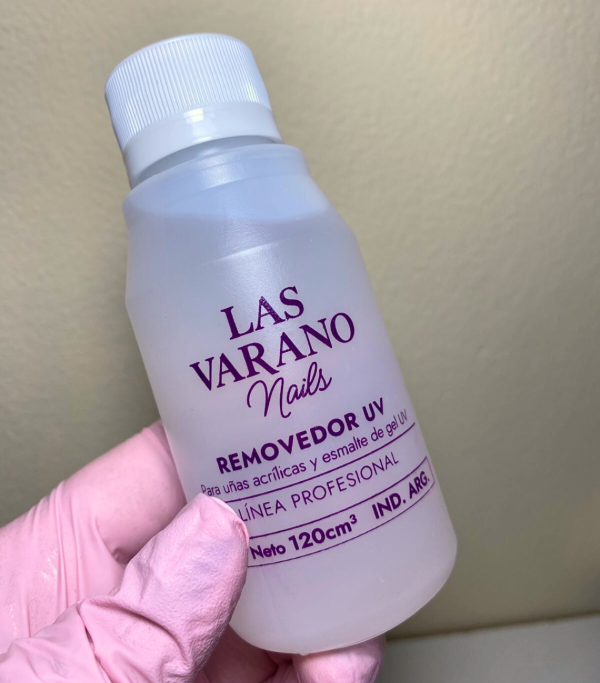 LAS
VARANO
Nails
REMOVEDOR UV
Para uñas acrílicas y esmalte de gel UV
LÍNEA PROFESIONAL
Neto 120cm³ IND. ARG.